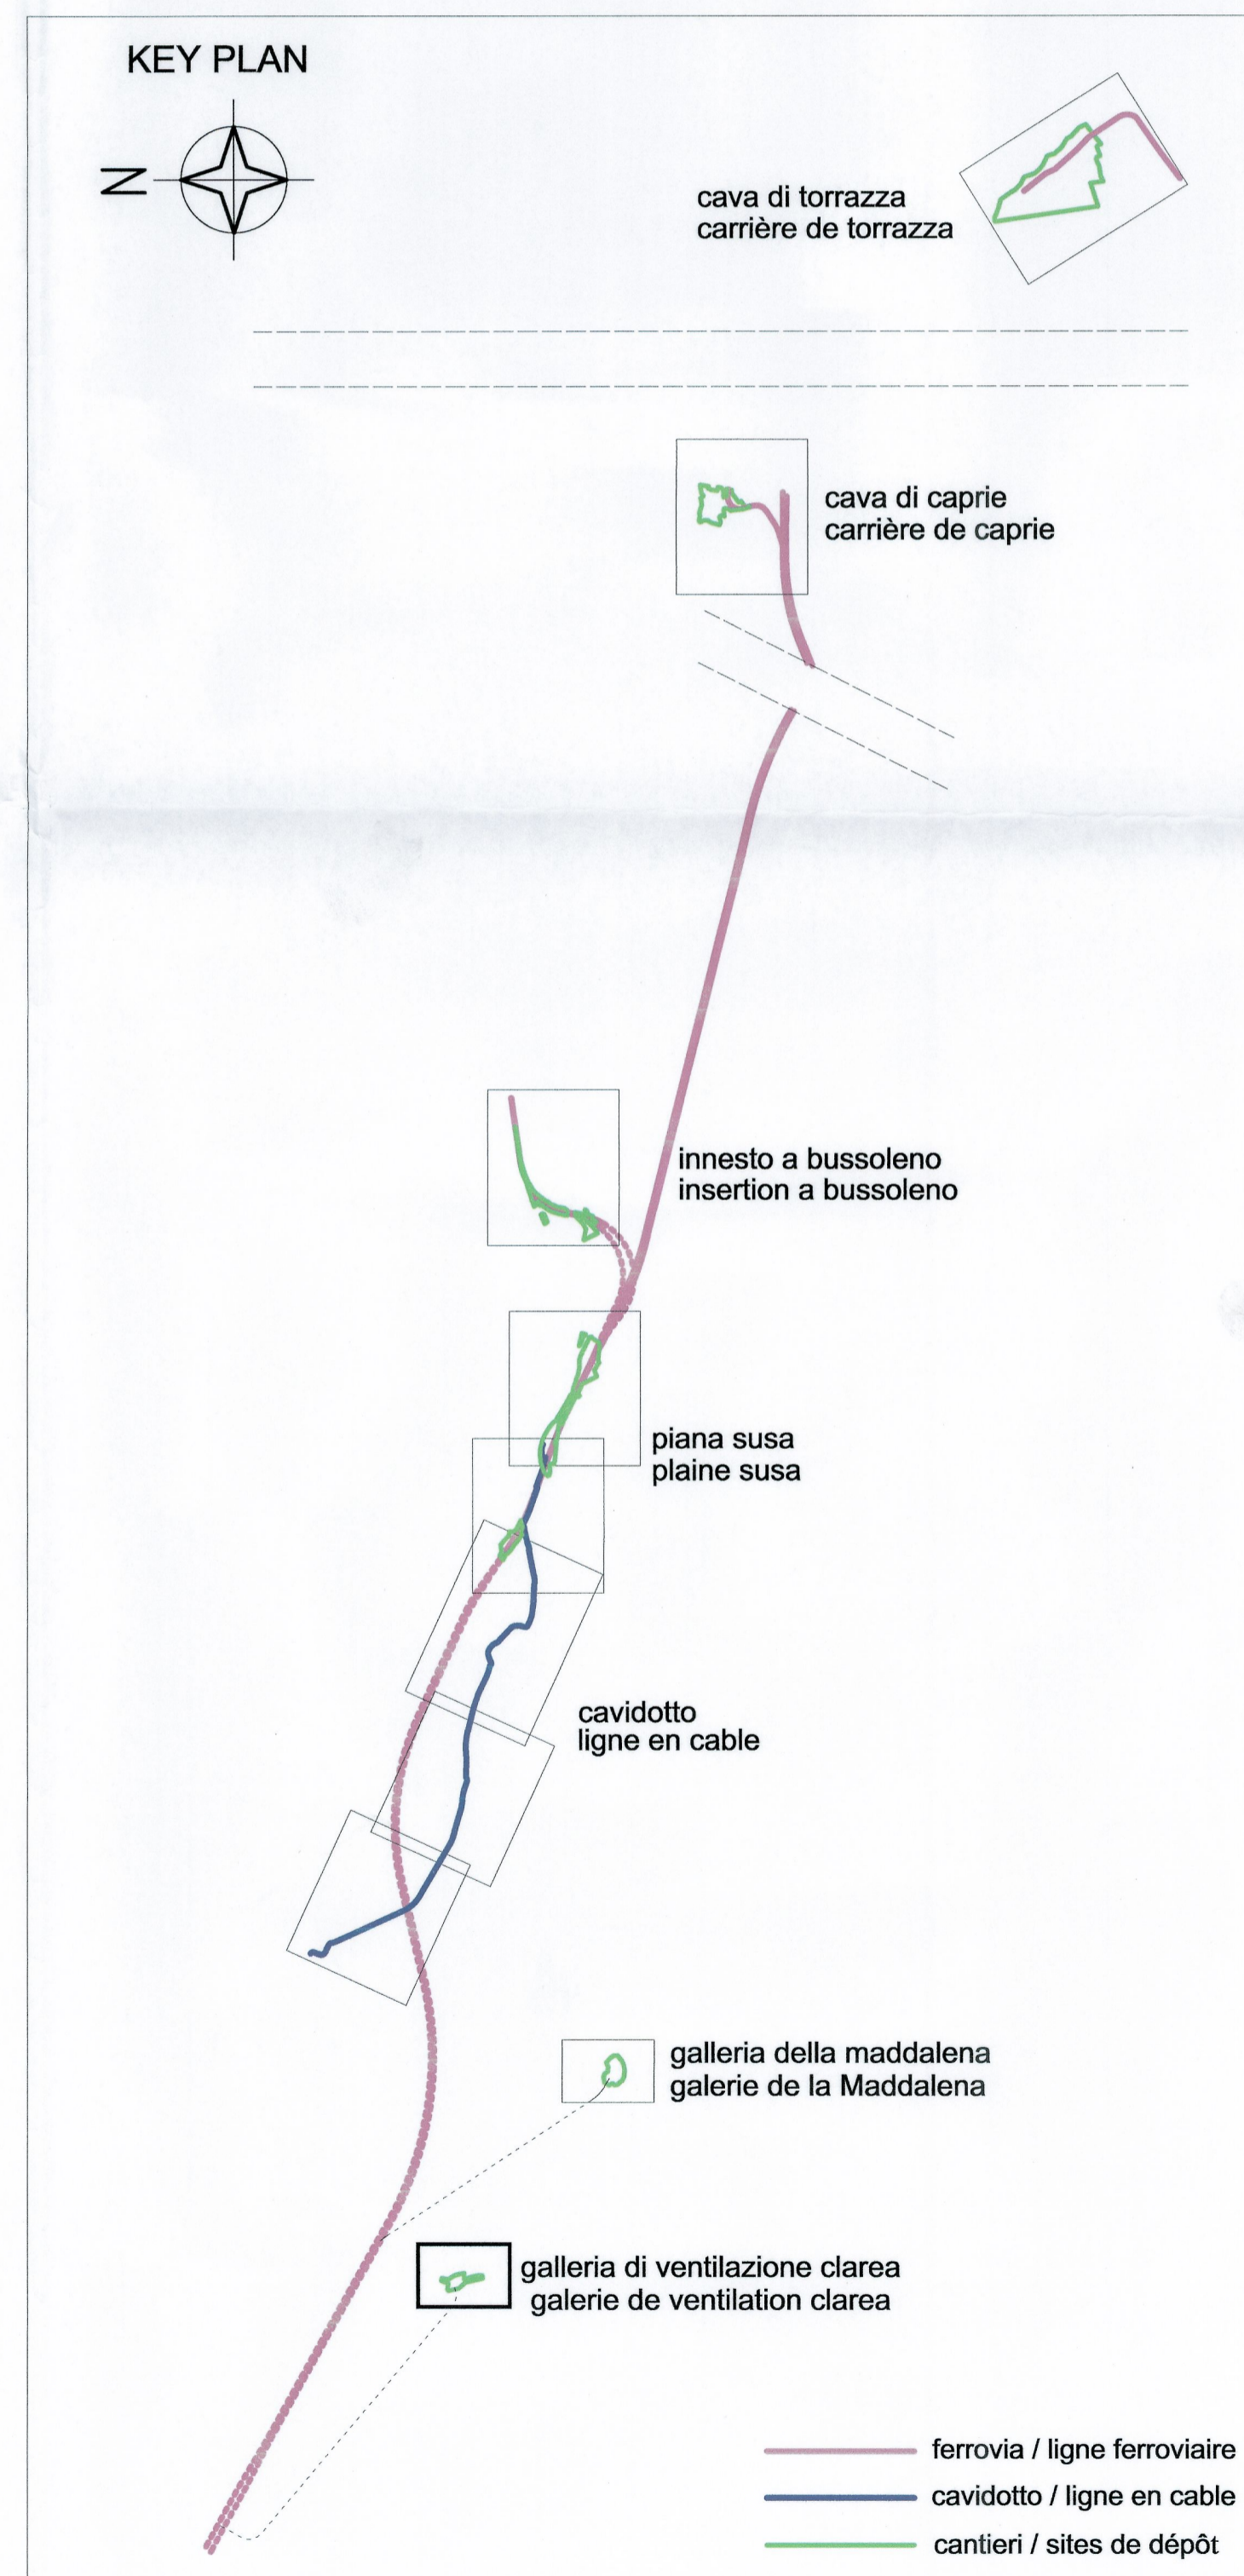 KEY PLAN
N
cava di torrazza
carrière de torrazza
cava di caprie
carrière de caprie
innesto a bussoleno
insertion a bussoleno
piana susa
plaine susa
cavidotto
ligne en cable
galleria della maddalena
galerie de la Maddalena
galleria di ventilazione clarea
galerie de ventilation clarea
ferrovia / ligne ferroviaire
cavidotto / ligne en cable
cantieri / sites de dépôt